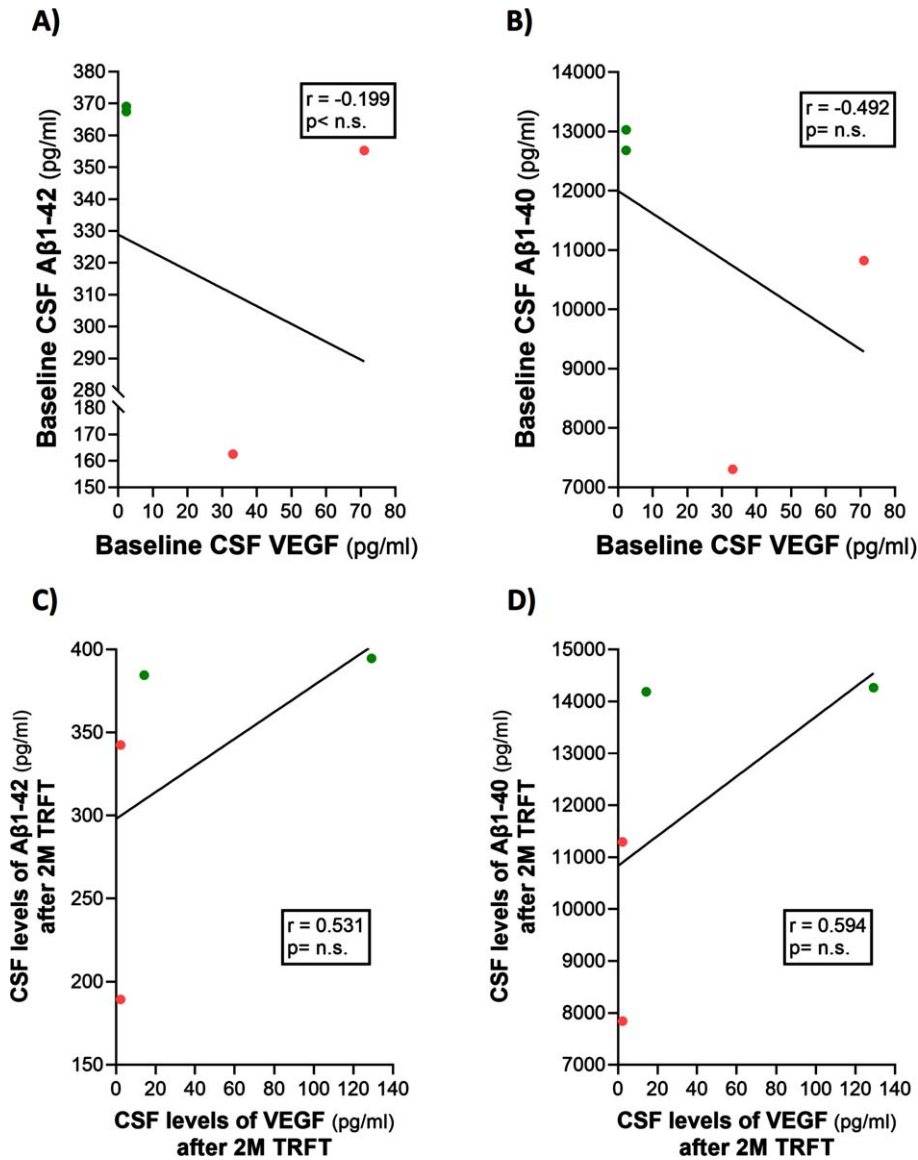 A)
380
370
360
350
340
330
320
310
300
290
280
180
170
160
150
Baseline CSF Aβ1-42 (pg/ml)
r = -0.199
p< n.s.
0 10 20 30 40 50 60 70 80
Baseline CSF VEGF (pg/ml)
B)
14000
13000
12000
11000
10000
9000
8000
7000
Baseline CSF Aβ1-40 (pg/ml)
r = -0.492
p= n.s.
0 10 20 30 40 50 60 70 80
Baseline CSF VEGF (pg/ml)
C)
400
350
300
250
200
150
CSF levels of Aβ1-42 (pg/ml)
after 2M TRFT
r = 0.531
p= n.s.
0 20 40 60 80 100 120 140
CSF levels of VEGF (pg/ml)
after 2M TRFT
D)
15000
14000
13000
12000
11000
10000
9000
8000
7000
CSF levels of Aβ1-40 (pg/ml)
after 2M TRFT
r = 0.594
p= n.s.
0 20 40 60 80 100 120 140
CSF levels of VEGF (pg/ml)
after 2M TRFT